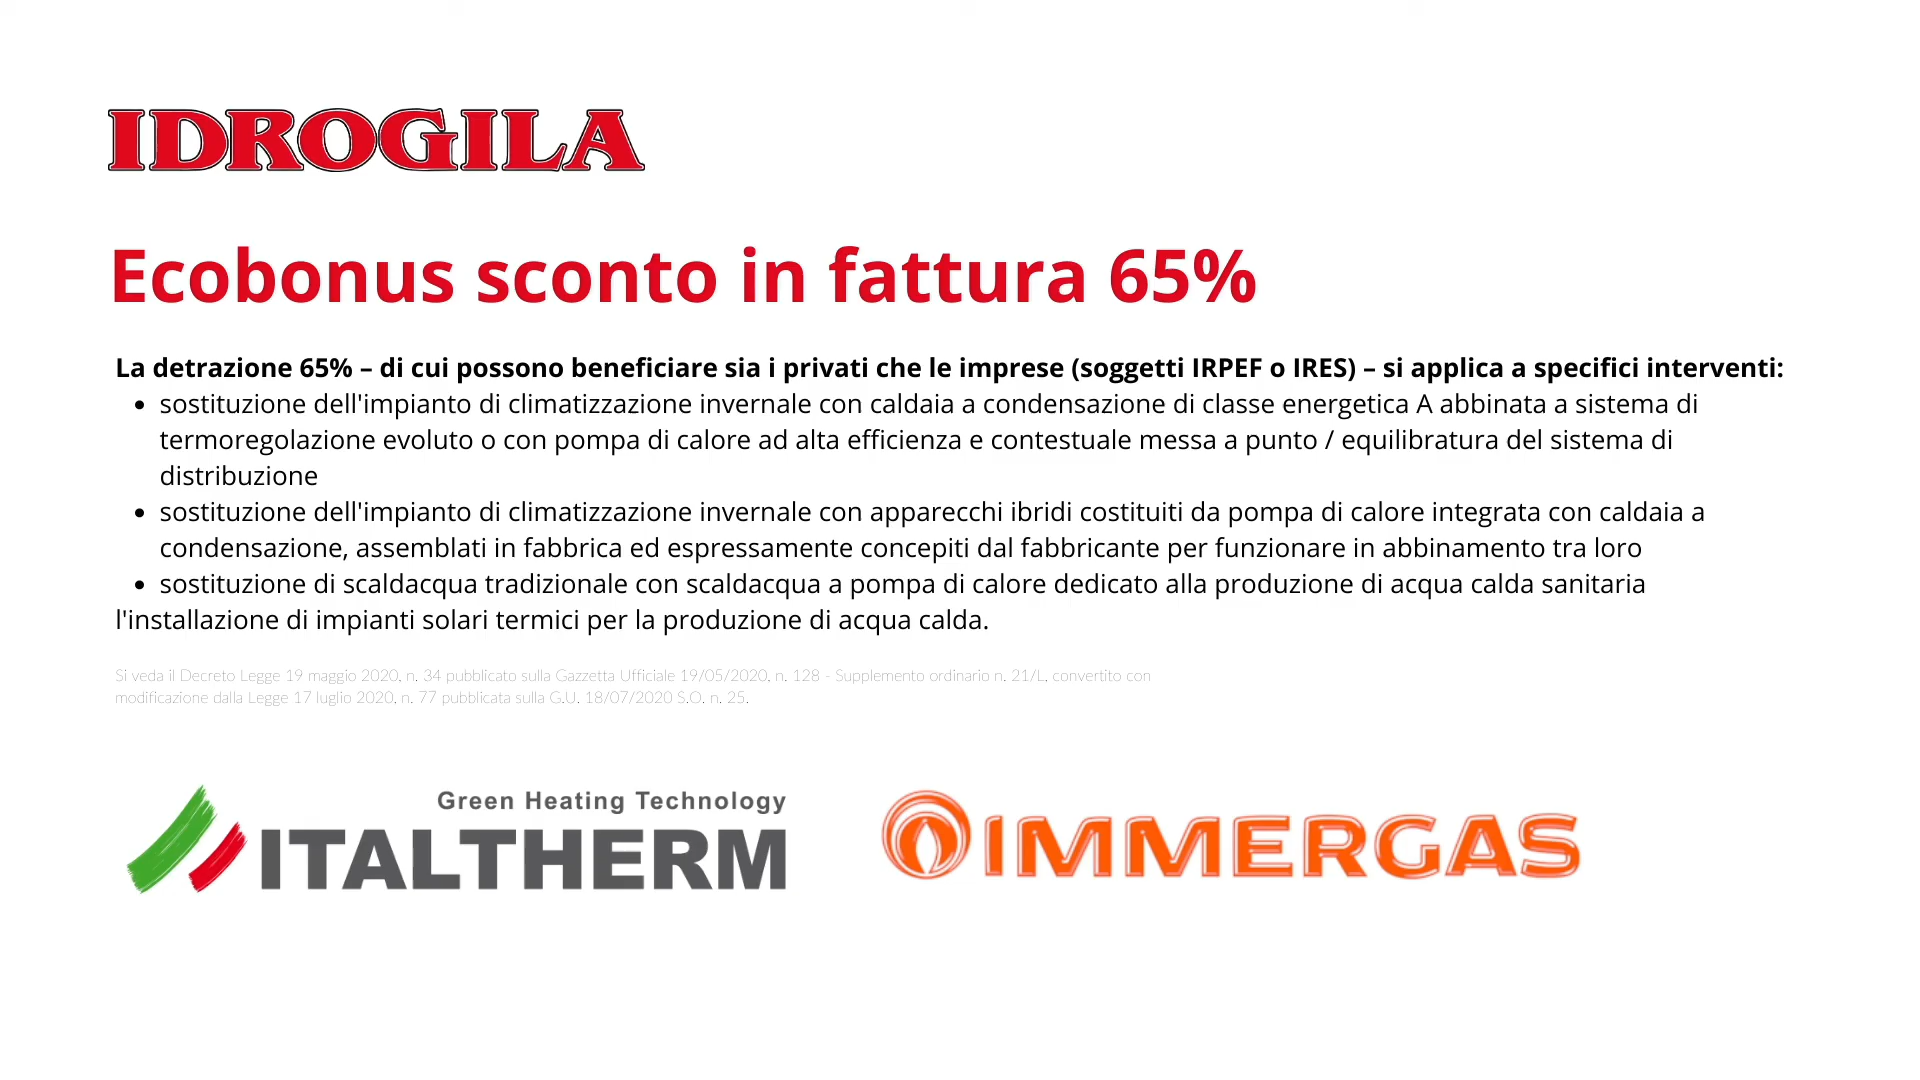 IDROGILA
Ecobonus sconto in fattura 65%
La detrazione 65% – di cui possono beneficiare sia i privati che le imprese (soggetti IRPEF o IRES) – si applica a specifici interventi:
• sostituzione dell'impianto di climatizzazione invernale con caldaia a condensazione di classe energetica A abbinata a sistema di
termoregolazione evoluto o con pompa di calore ad alta efficienza e contestuale messa a punto / equilibratura del sistema di
distribuzione
• sostituzione dell'impianto di climatizzazione invernale con apparecchi ibridi costituiti da pompa di calore integrata con caldaia a
condensazione, assemblati in fabbrica ed espressamente concepiti dal fabbricante per funzionare in abbinamento tra loro
• sostituzione di scaldacqua tradizionale con scaldacqua a pompa di calore dedicato alla produzione di acqua calda sanitaria
l'installazione di impianti solari termici per la produzione di acqua calda.
Si veda il Decreto Legge 19 maggio 2020, n. 34 pubblicato sulla Gazzetta Ufficiale 19/05/2020, n. 128 - Supplemento ordinario n. 21/L, convertito con
modificazione dalla Legge 17 luglio 2020, n. 77 pubblicata sulla G.U. 18/07/2020 S.O. n. 25.
Green Heating Technology
ITALTHERM
IMMERGAS